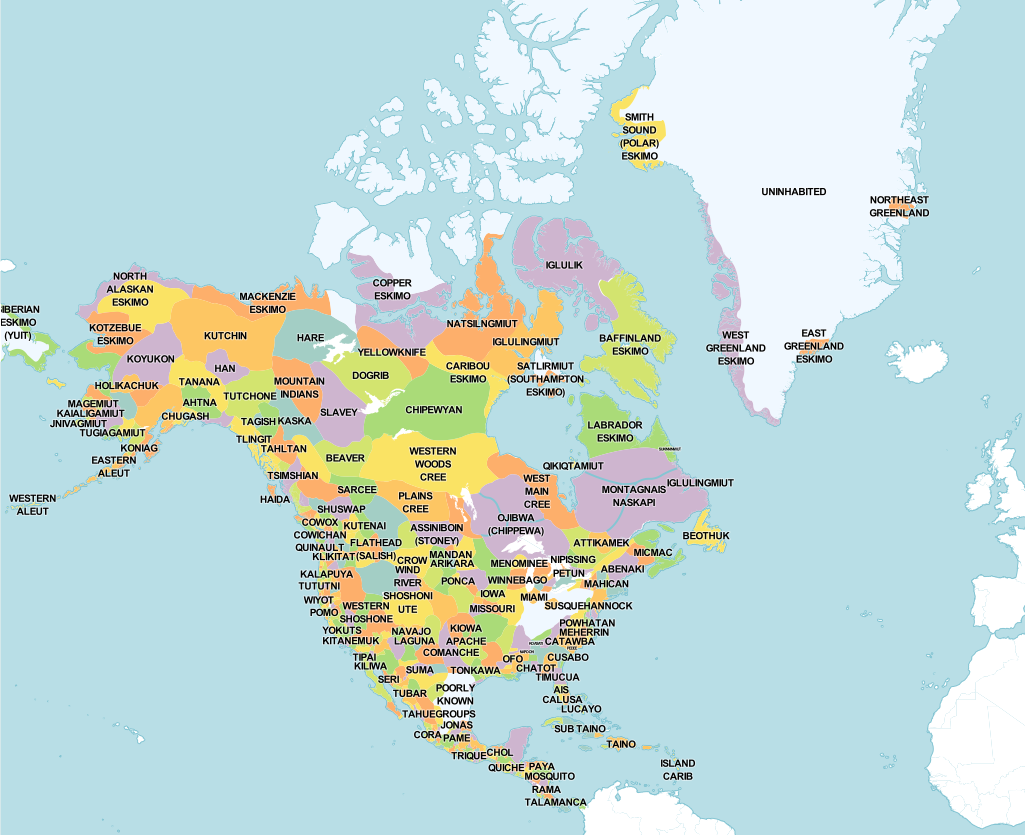 SMITH
SOUND
(POLAR)
ESKIMO
UNINHABITED
NORTHEAST
GREENLAND
IGLULIK
NORTH
ALASKAN
ESKIMO
COPPER
ESKIMO
MACKENZIE
ESKIMO
IBERIAN
ESKIMO
(YUIT)
KOTZEBUE
ESKIMO
KUTCHIN
HARE
NATSILNGMIUT
IGLULINGMIUT
BAFFINLAND
ESKIMO
WEST
GREENLAND
ESKIMO
EAST
GREENLAND
ESKIMO
KOYUKON
HAN
YELLOWKNIFE
DOGRIB
CARIBOU
ESKIMO
SATLIRMIUT
(SOUTHAMPTON
ESKIMO)
HOLIKACHUK
TANANA
TUTCHONE
MOUNTAIN
INDIANS
MAGEMIUT
KAIALIGAMIUT
JNIVAGMIUT
TUGIAGAMIUT
AHTNA
CHUGASH
TAGISH
KASKA
SLAVEY
CHIPEWYAN
LABRADOR
ESKIMO
KONIAG
EASTERN
ALEUT
WESTERN
ALEUT
TLINGIT
TAHLTAN
TSIMSHIAN
HAIDA
BEAVER
SARCEE
WESTERN
WOODS
CREE
PLAINS
CREE
WEST
MAIN
CREE
QIKIQTAMIUT
MONTAGNAIS
NASKAPI
IGLULINGMIUT
SHUSWAP
COWOX
COWICHAN
QUINAULT
KLIKITAT
KUTENAI
FLATHEAD
(SALISH)
ASSINIBOIN
(STONEY)
OJIBWA
(CHIPPEWA)
ATTIKAMEK
BEOTHUK
MICMAC
CROW
WIND
RIVER
SHOSHONI
MANDAN
ARIKARA
MENOMINEE
NIPISSING
PETUN
ABENAKI
MAHICAN
KALAPUYA
TUTUTNI
WIYOT
POMO
PONCA
WINNEBAGO
IOWA
MIAMI
MISSOURI
SUSQUEHANNOCK
WESTERN
SHOSHONE
UTE
YOKUTS
KITANEMUK
NAVAJO
LAGUNA
KIOWA
APACHE
COMANCHE
POWHATAN
MEHERRIN
CATAWBA
TIPAI
KILIWA
SERI
SUMA
TONKAWA
OFO
CHATOT
CUSABO
TIMUCUA
TUBAR
POORLY
KNOWN
GROUPS
TAHUE
AIS
CALUSA
LUCAYO
CORA
JONAS
PAME
SUB TAINO
TAINO
TRIQUE
CHOL
QUICHE
PAYA
MOSQUITO
RAMA
TALAMANCA
ISLAND
CARIB